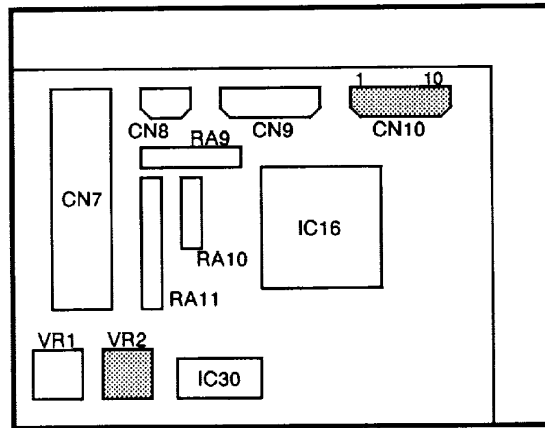 1 10
CN8 CN9 CN10
RA9
CN7
IC16
RA10
RA11
VR1 VR2
IC30